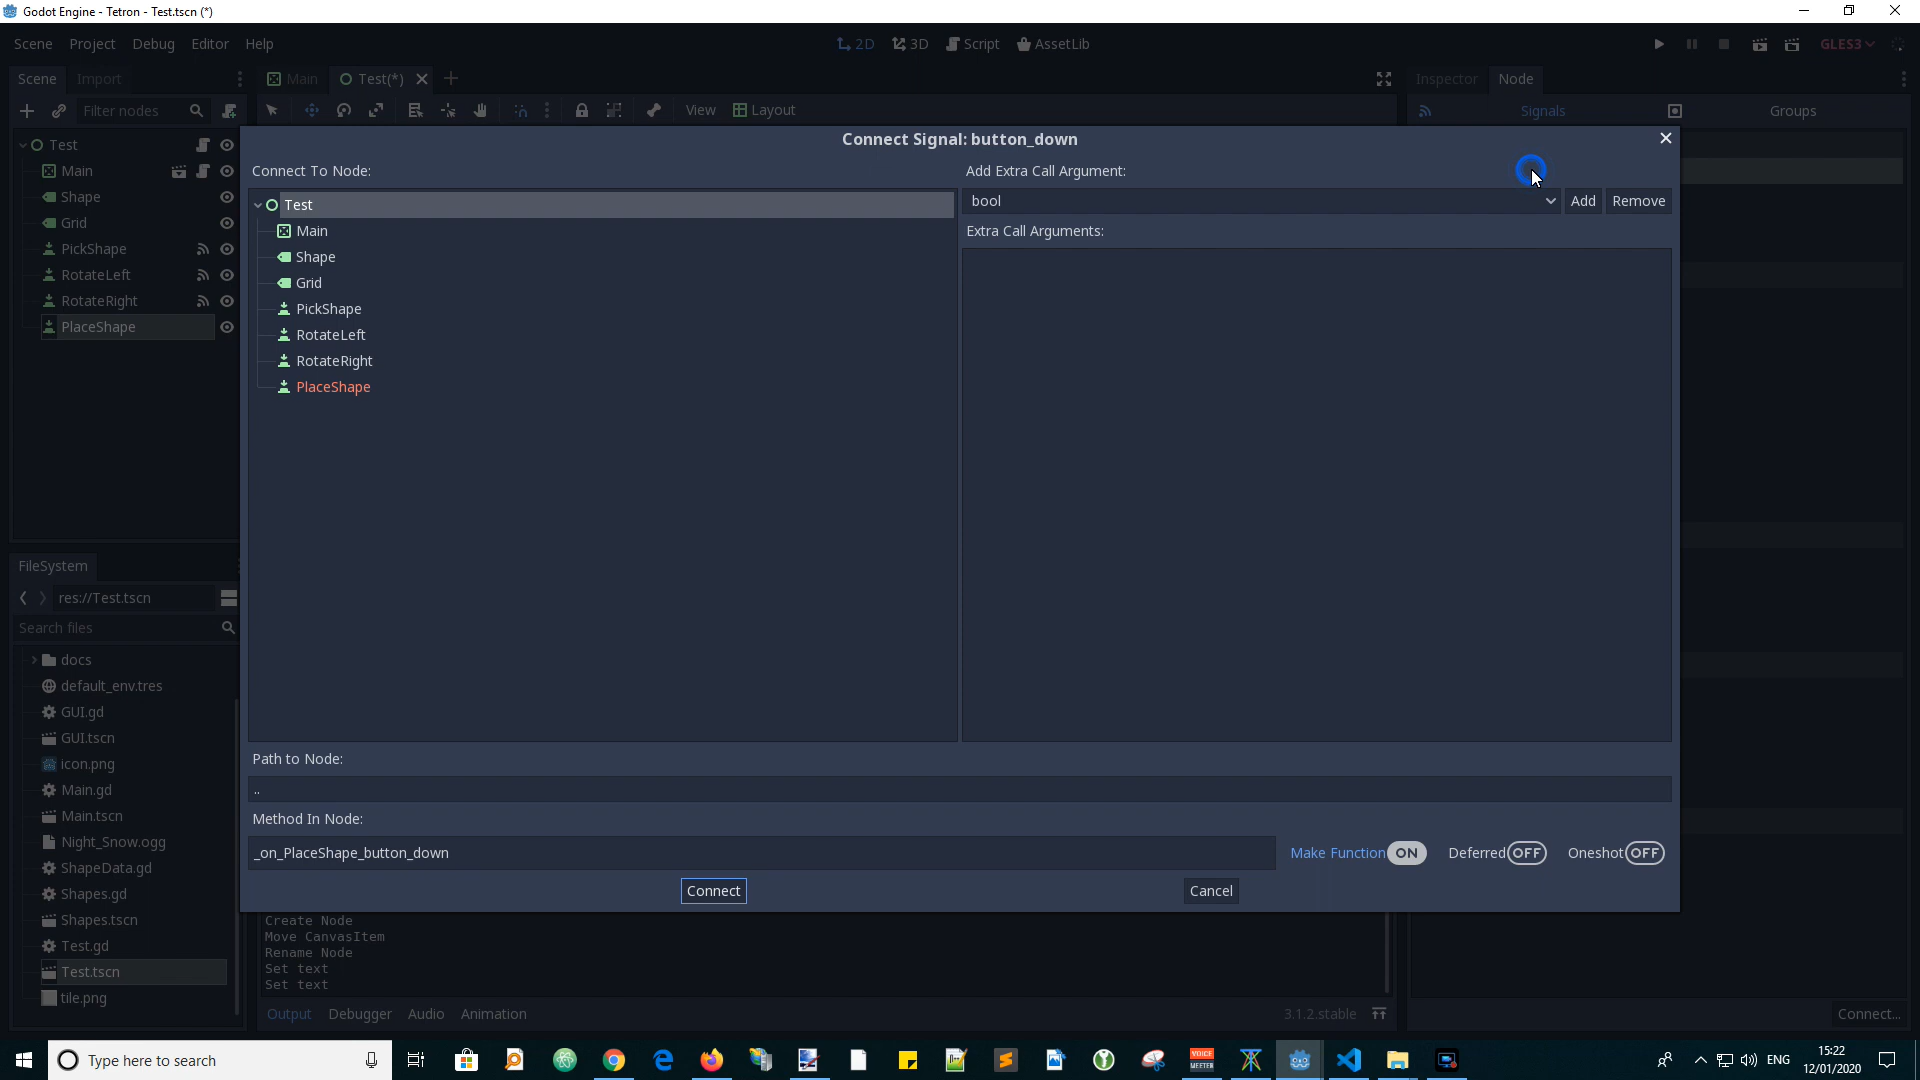 Godot Engine - Tetron - Test.tscn (*)
Scene Project Debug Editor Help
2D 3D Script AssetLib
GLES3
Scene Import
Main Test(*)
Inspector Node
Filter nodes
View Layout
Signals Groups
Test
Main
Shape
Grid
PickShape
RotateLeft
RotateRight
PlaceShape
Connect Signal: button_down
Connect To Node:
Add Extra Call Argument:
Test
bool
Add Remove
Main
Extra Call Arguments:
Shape
Grid
PickShape
RotateLeft
RotateRight
PlaceShape
Path to Node:
..
Method In Node:
_on_PlaceShape_button_down
Make Function ON Deferred OFF Oneshot OFF
Connect Cancel
FileSystem
res://Test.tscn
Search files
docs
default_env.tres
GUI.gd
GUI.tscn
icon.png
Main.gd
Main.tscn
Night_Snow.ogg
ShapeData.gd
Shapes.gd
Shapes.tscn
Test.gd
Test.tscn
tile.png
Create Node
Move CanvasItem
Rename Node
Set text
Set text
Output Debugger Audio Animation
3.1.2.stable
Connect...
Type here to search
VOICE
MEETER
ENG
15:22
12/01/2020